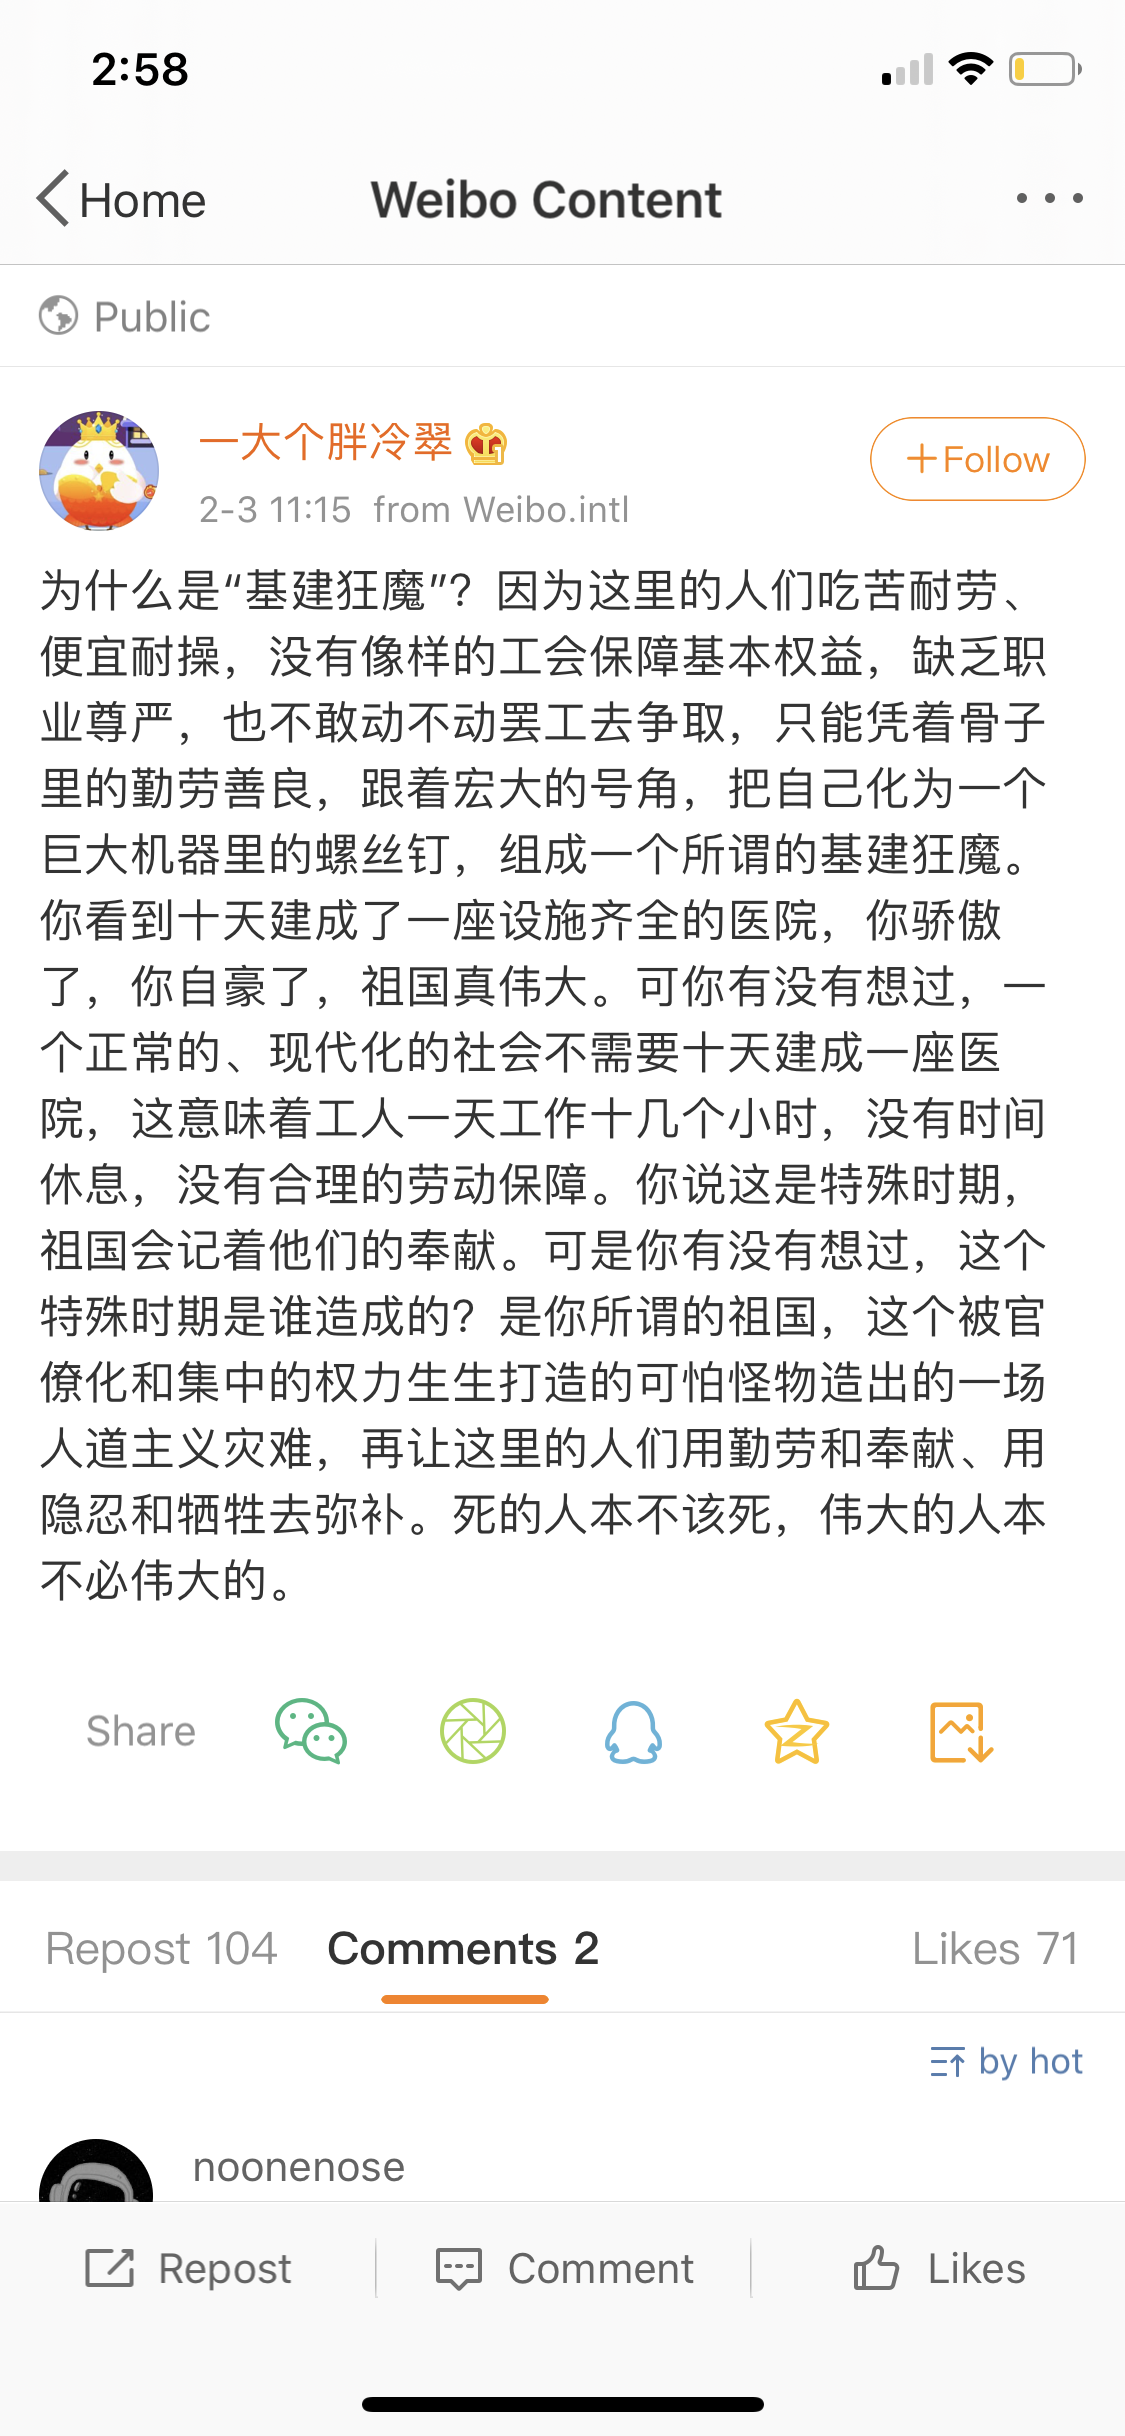 2:58
Home
Weibo Content
Public
一大个胖冷翠
+Follow
2-3 11:15 from Weibo.intl
为什么是“基建狂魔”？因为这里的人们吃苦耐劳、
便宜耐操，没有像样的工会保障基本权益，缺乏职
业尊严，也不敢动不动罢工去争取，只能凭着骨子
里的勤劳善良，跟着宏大的号角，把自己化为一个
巨大机器里的螺丝钉，组成一个所谓的基建狂魔。
你看到十天建成了一座设施齐全的医院，你骄傲
了，你自豪了，祖国真伟大。可你有没有想过，一
个正常的、现代化的社会不需要十天建成一座医
院，这意味着工人一天工作十几个小时，没有时间
休息，没有合理的劳动保障。你说这是特殊时期，
祖国会记着他们的奉献。可是你有没有想过，这个
特殊时期是谁造成的？是你所谓的祖国，这个被官
僚化和集中的权力生生打造的可怕怪物造出的一场
人道主义灾难，再让这里的人们用勤劳和奉献、用
隐忍和牺牲去弥补。死的人本不该死，伟大的人本
不必伟大的。
Share
Repost 104
Comments 2
Likes 71
by hot
noonenose
Repost
Comment
Likes